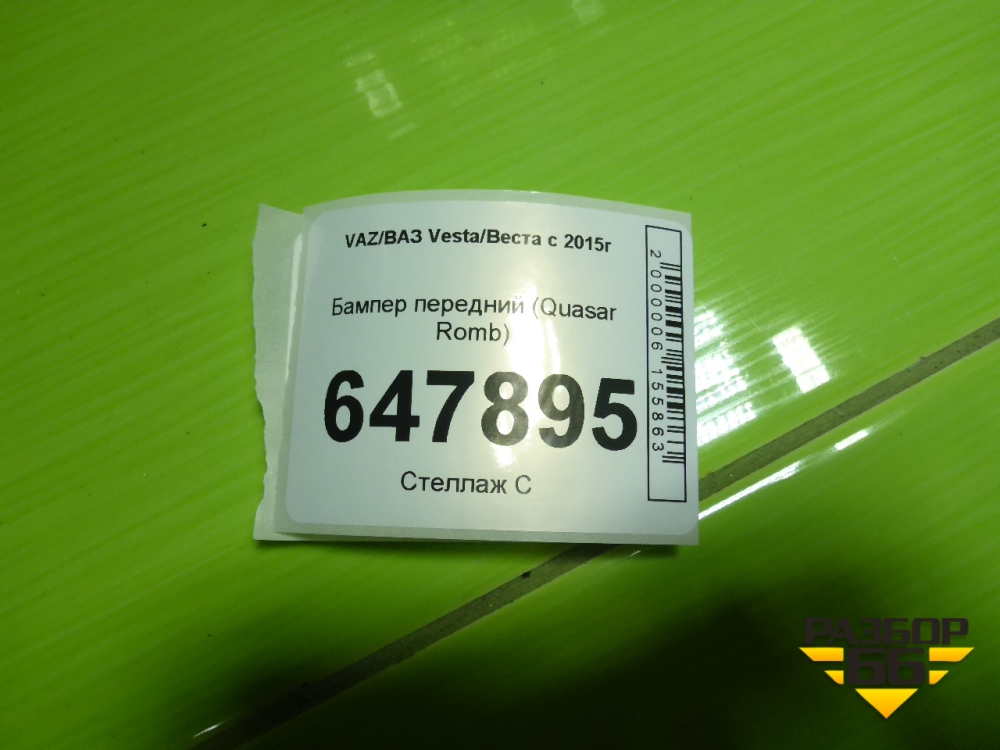 VAZ/ВАЗ Vesta/Веста с 2015г
Бампер передний (Quasar
Romb)
647895
Стеллаж С
2000006155863
РАЗБОР
66